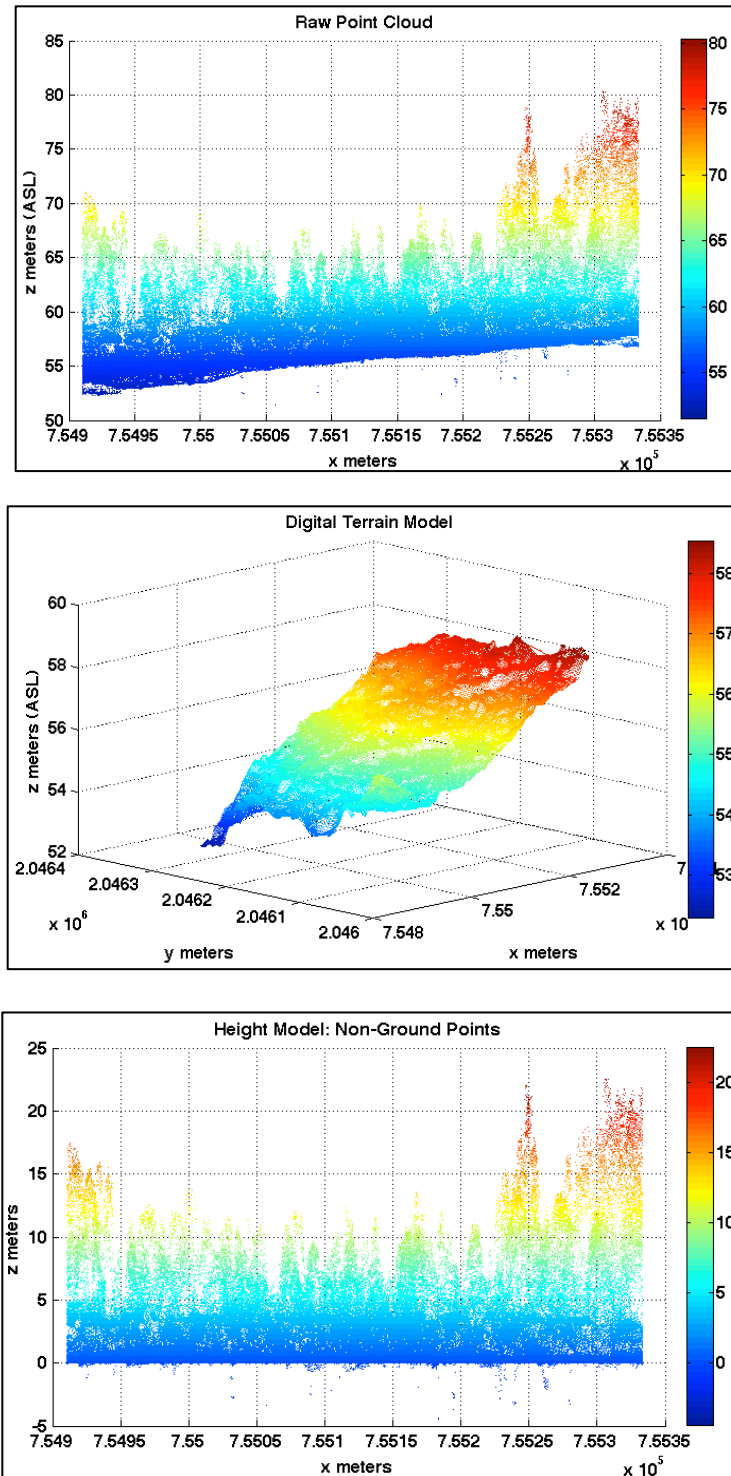 Raw Point Cloud
85
80
75
70
65
60
55
50
z meters (ASL)
7.549 7.5495 7.55 7.5505 7.551 7.5515 7.552 7.5525 7.553 7.5535
x meters
x 10^5
80
75
70
65
60
55
Digital Terrain Model
60
58
56
54
52
z meters (ASL)
2.0464
2.0463
2.0462
2.0461
2.046
x 10^6
y meters
7.548
7.55
7.552
7.
x 10
x meters
58
57
56
55
54
53
Height Model: Non-Ground Points
25
20
15
10
5
0
-5
z meters
7.549 7.5495 7.55 7.5505 7.551 7.5515 7.552 7.5525 7.553 7.5535
x meters
x 10^5
20
15
10
5
0